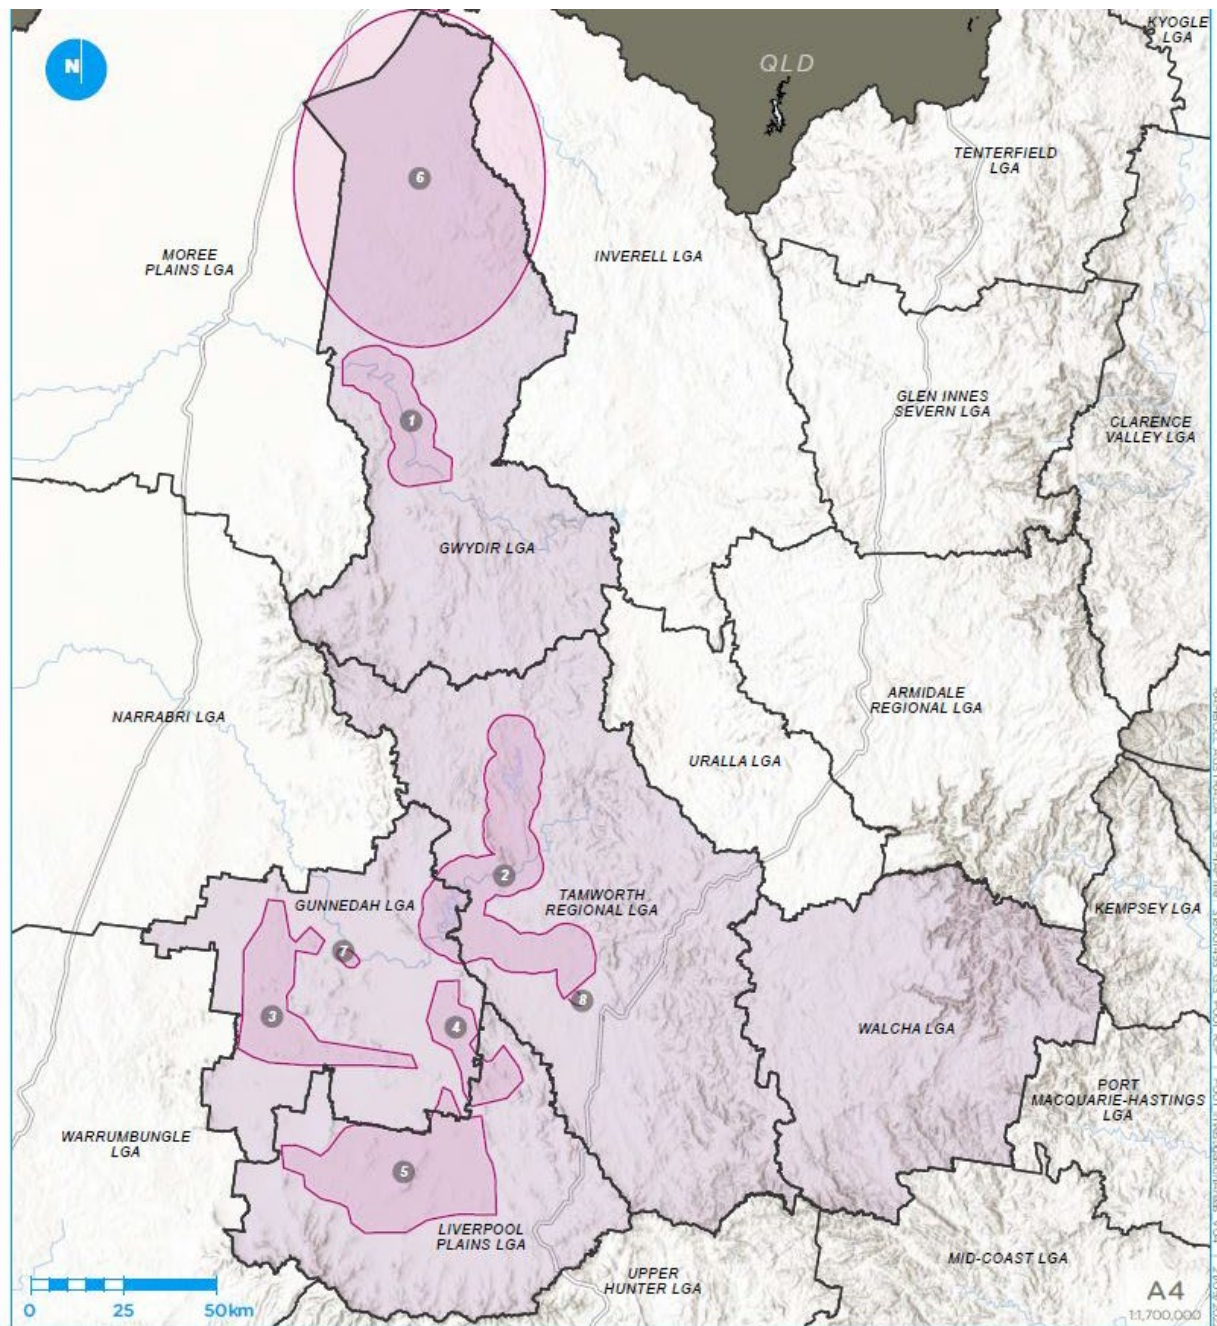 KYOGLE
LGA
N
QLD
TENTERFIELD
LGA
6
MOREE
PLAINS LGA
INVERELL LGA
GLEN INNES
SEVERN LGA
1
CLARENCE
VALLEY LGA
GWYDIR LGA
ARMIDALE
REGIONAL LGA
NARRABRI LGA
URALLA LGA
2
TAMWORTH
REGIONAL LGA
GUNNEDAH LGA
KEMPSEY LGA
7
8
3
4
WALCHA LGA
PORT
MACQUARIE-HASTINGS
LGA
WARRUMBUNGLE
LGA
5
LIVERPOOL
PLAINS LGA
MID-COAST LGA
UPPER
HUNTER LGA
0 25 50km
A4
1:1,700,000